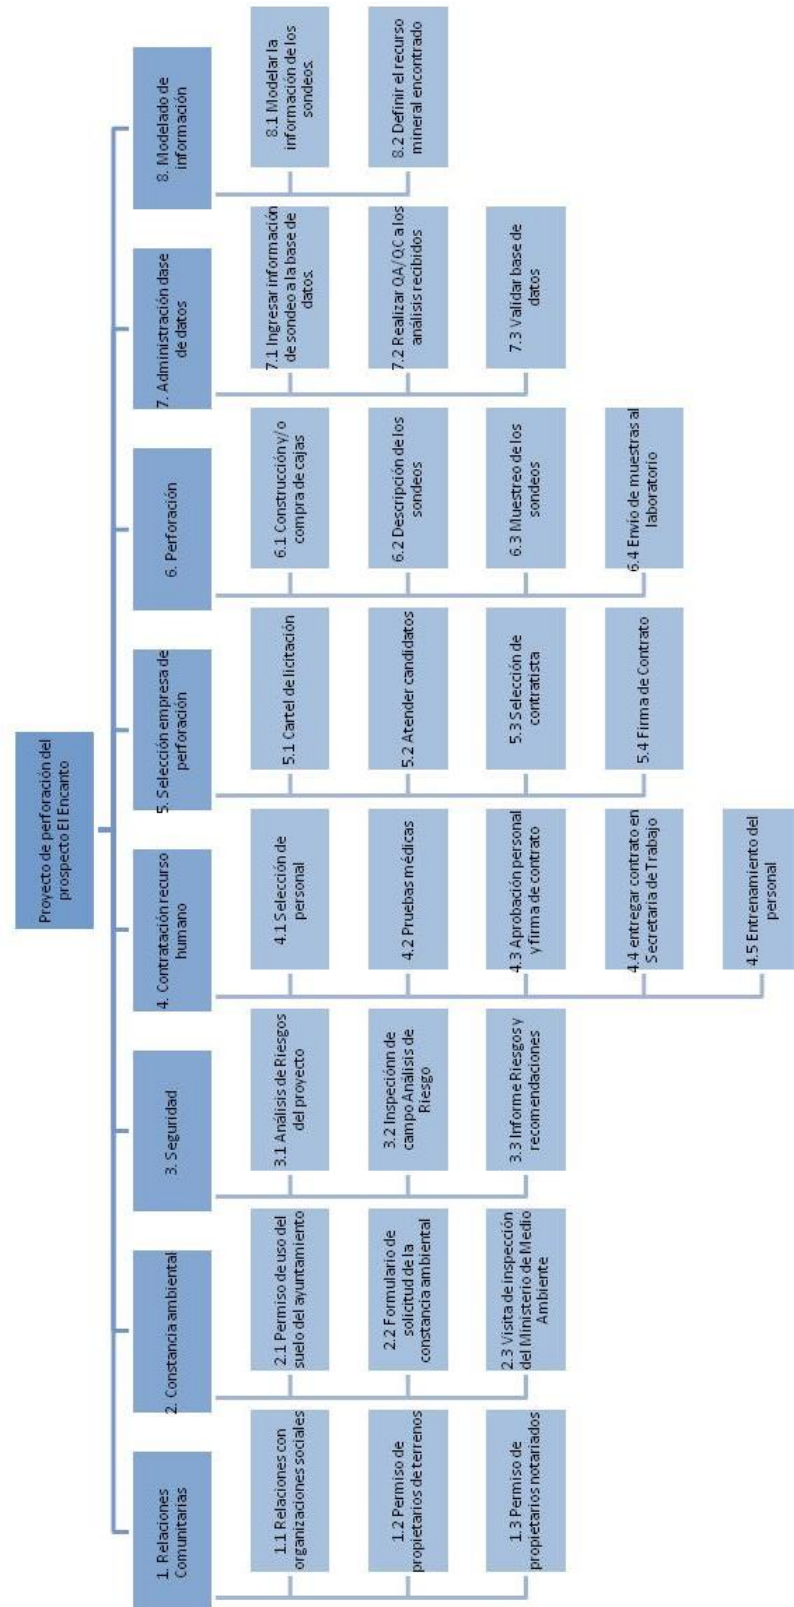 Proyecto de perforación del
prospecto El Encanto
1. Relaciones
Comunitarias
1.1 Relaciones con
organizaciones sociales
1.2 Permiso de
propietarios de terrenos
1.3 Permiso de
propietarios notariados
2. Constancia ambiental
2.1 Permiso de uso del
suelo del ayuntamiento
2.2 Formulario de
solicitud de la
constancia ambiental
2.3 Visita de inspección
del Ministerio de Medio
Ambiente
3. Seguridad
3.1 Análisis de Riesgos
del proyecto
3.2 Inspeciónn de
campo Análisis de
Riesgo
3.3 Informe Riesgos y
recomendaciones
4. Contratación recurso
humano
4.1 Selección de
personal
4.2 Pruebas médicas
4.3 Aprobación personal
y firma de contrato
4.4 entregar contrato en
Secretaria de Trabajo
4.5 Entrenamiento del
personal
5. Selección empresa de
perforación
5.1 Cartel de licitación
5.2 Atender candidatos
5.3 Selección de
contratista
5.4 Firma de Contrato
6. Perforación
6.1 Construcción y/o
compra de cajas
6.2 Descripción de los
sondeos
6.3 Muestreo de los
sondeos
6.4 Envío de muestras al
laboratorio
7. Administración dase
de datos
7.1 Ingresar información
de sondeo a la base de
datos.
7.2 Realizar QA/QC a los
análisis recibidos
7.3 Validar base de
datos
8. Modelado de
información
8.1 Modelar la
información de los
sondeos.
8.2 Definir el recurso
mineral encontrado